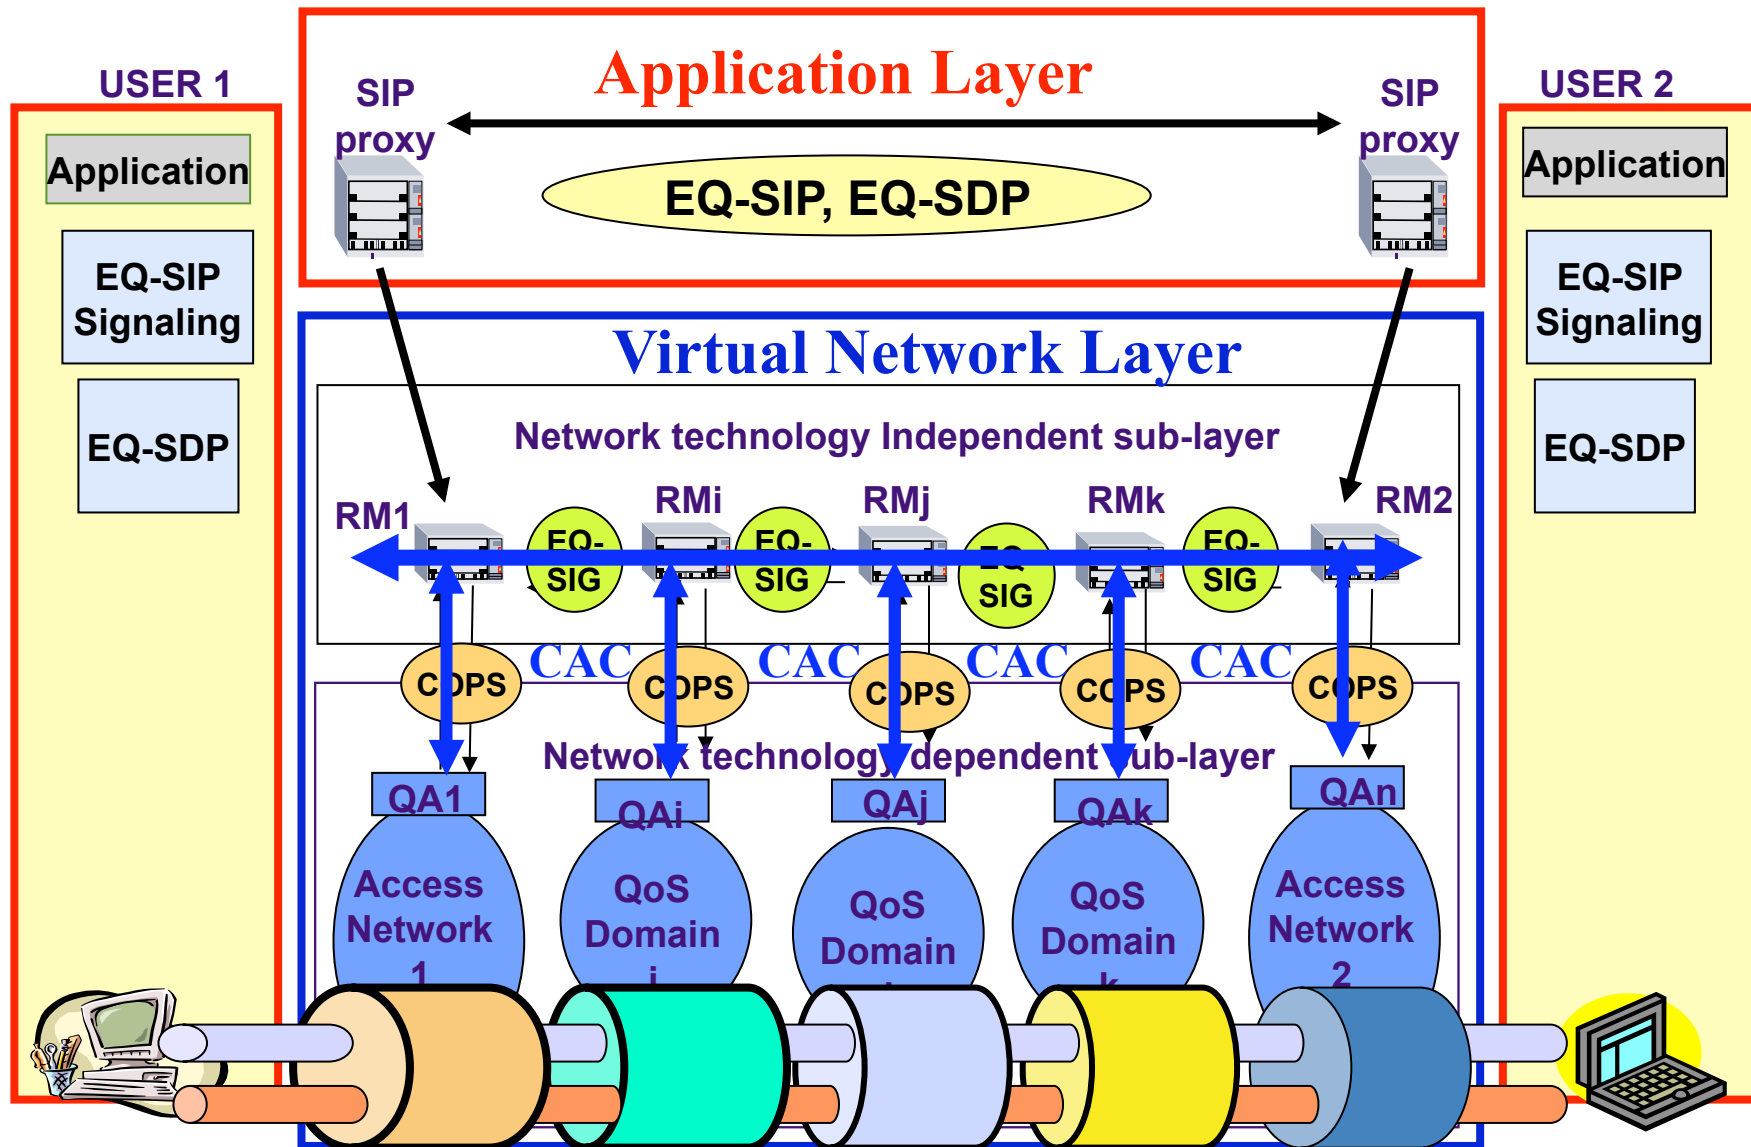 Application Layer
USER 1
SIP
proxy
SIP
proxy
USER 2
Application
EQ-SIP, EQ-SDP
Application
EQ-SIP
Signaling
EQ-SIP
Signaling
Virtual Network Layer
EQ-SDP
EQ-SDP
Network technology Independent sub-layer
RM1
RMi
RMj
RMk
RM2
EQ-
SIG
EQ-
SIG
EQ-
SIG
EQ-
SIG
CAC
CAC
CAC
CAC
COPS
COPS
COPS
COPS
COPS
Network technology dependent sub-layer
QA1
QAi
QAj
QAk
QAn
Access
Network
1
QoS
Domain
i
QoS
Domain
QoS
Domain
k
Access
Network
2